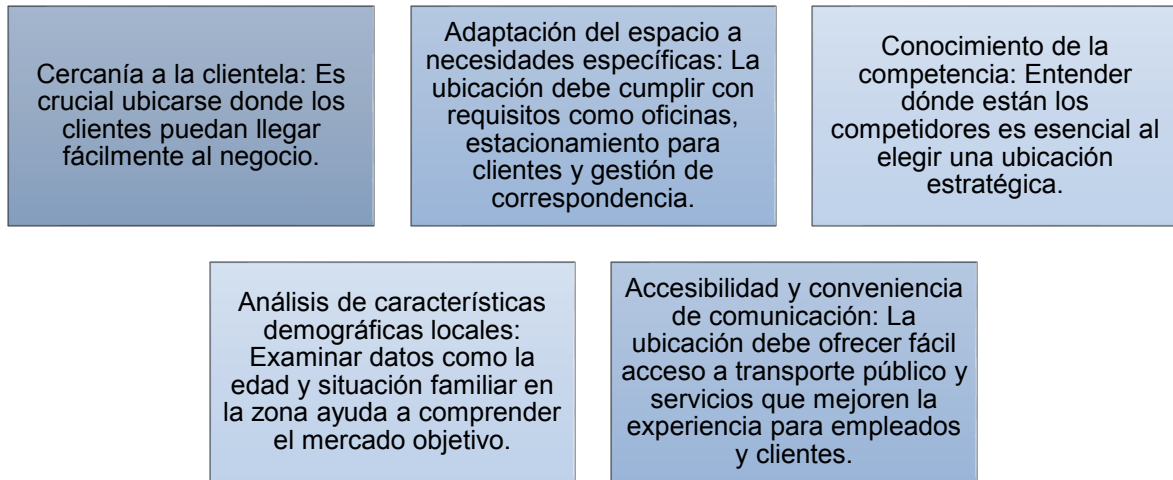 Cercanía a la clientela: Es
crucial ubicarse donde los
clientes puedan llegar
fácilmente al negocio.
Adaptación del espacio a
necesidades específicas: La
ubicación debe cumplir con
requisitos como oficinas,
estacionamiento para
clientes y gestión de
correspondencia.
Conocimiento de la
competencia: Entender
dónde están los
competidores es esencial al
elegir una ubicación
estratégica.
Análisis de características
demográficas locales:
Examinar datos como la
edad y situación familiar en
la zona ayuda a comprender
el mercado objetivo.
Accesibilidad y conveniencia
de comunicación: La
ubicación debe ofrecer fácil
acceso a transporte público y
servicios que mejoren la
experiencia para empleados
y clientes.